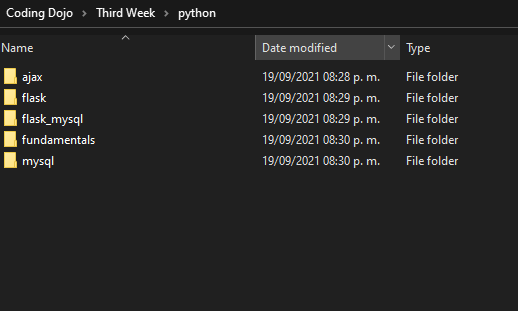 Coding Dojo > Third Week > python
Name Date modified Type
ajax 19/09/2021 08:28 p. m. File folder
flask 19/09/2021 08:29 p. m. File folder
flask_mysql 19/09/2021 08:29 p. m. File folder
fundamentals 19/09/2021 08:30 p. m. File folder
mysql 19/09/2021 08:30 p. m. File folder